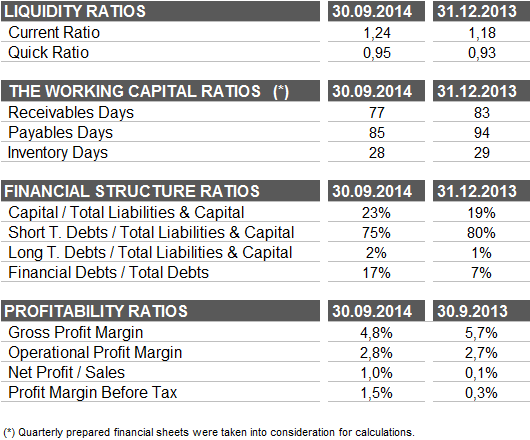 LIQUIDITY RATIOS 30.09.2014 31.12.2013
Current Ratio 1,24 1,18
Quick Ratio 0,95 0,93
THE WORKING CAPITAL RATIOS (*) 30.09.2014 31.12.2013
Receivables Days 77 83
Payables Days 85 94
Inventory Days 28 29
FINANCIAL STRUCTURE RATIOS 30.09.2014 31.12.2013
Capital / Total Liabilities & Capital 23% 19%
Short T. Debts / Total Liabilities & Capital 75% 80%
Long T. Debts / Total Liabilities & Capital 2% 1%
Financial Debts / Total Debts 17% 7%
PROFITABILITY RATIOS 30.09.2014 30.9.2013
Gross Profit Margin 4,8% 5,7%
Operational Profit Margin 2,8% 2,7%
Net Profit / Sales 1,0% 0,1%
Profit Margin Before Tax 1,5% 0,3%
(*) Quarterly prepared financial sheets were taken into consideration for calculations.